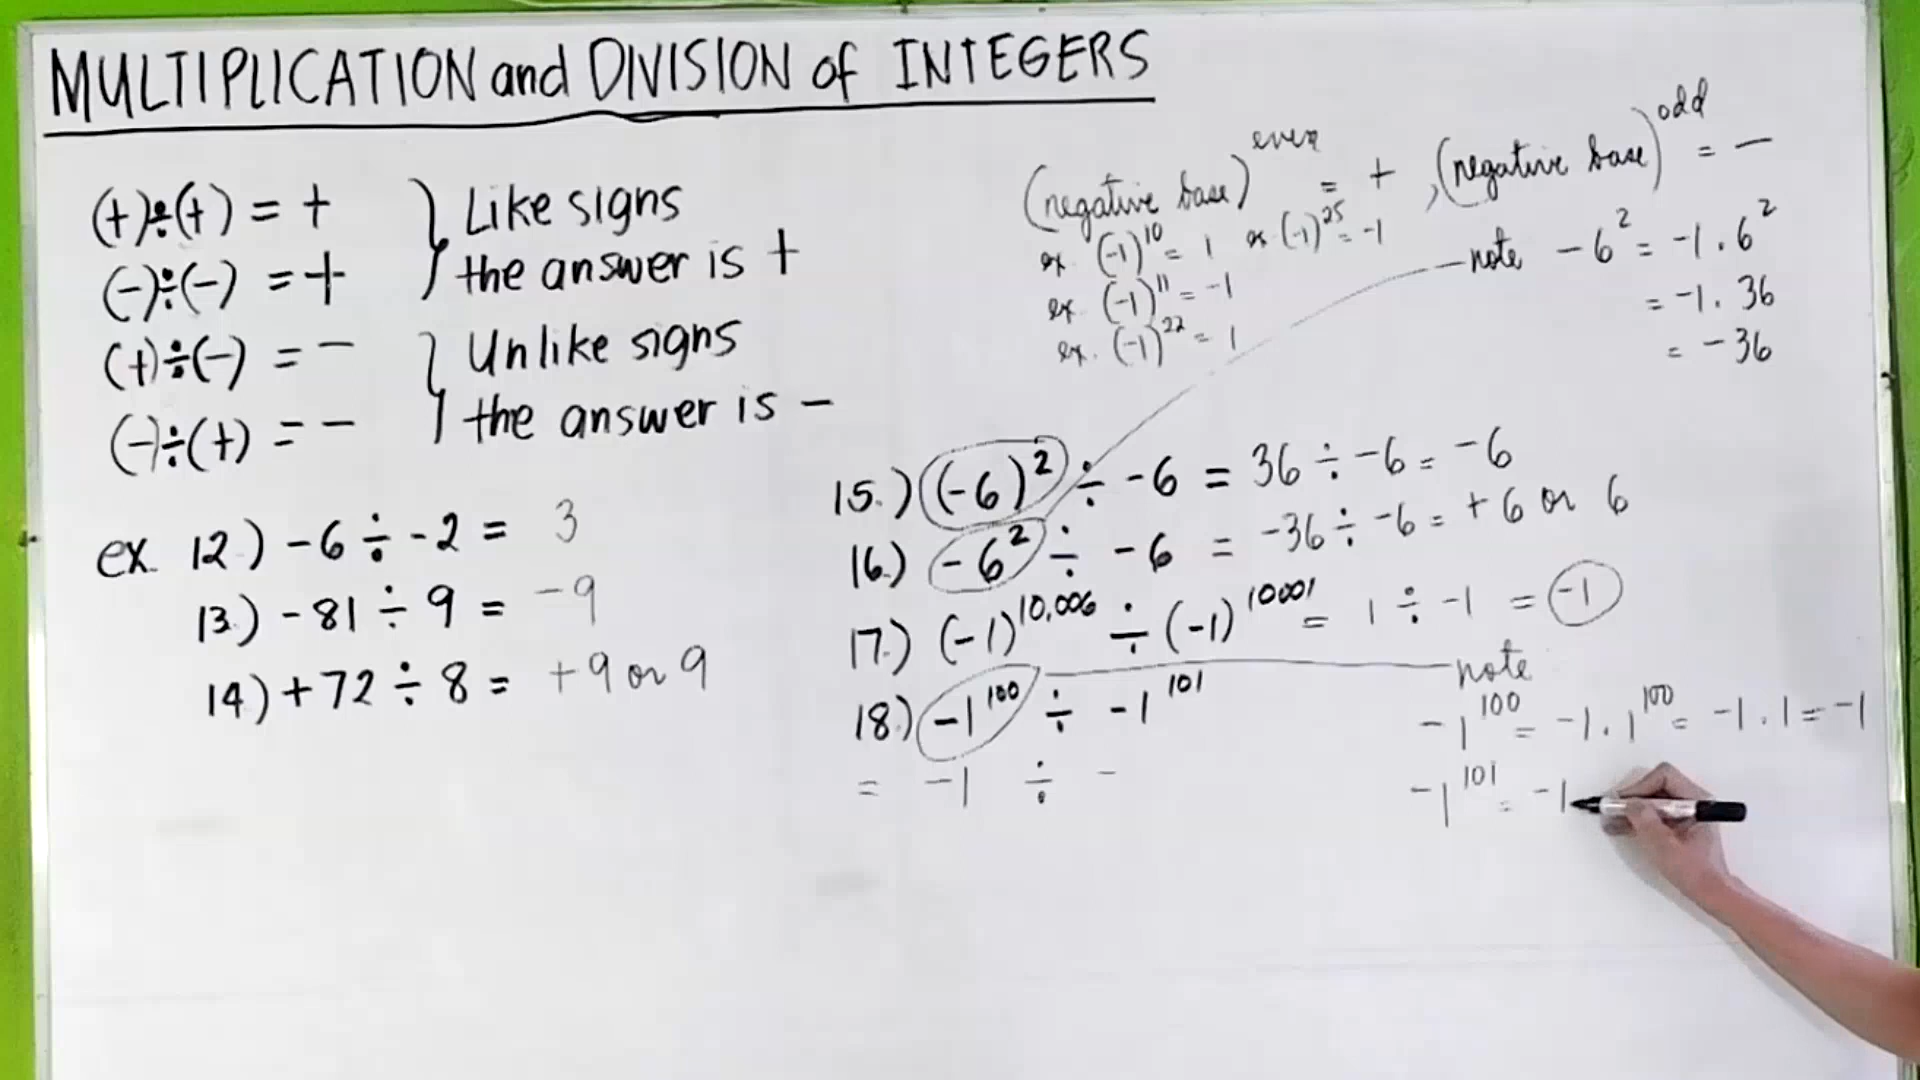 MULTIPLICATION and DIVISION of INTEGERS
(+)÷(+) = +
(-)÷(-) = +
} Like signs
the answer is +
(+)÷(-) = -
(-)÷(+) = -
} Unlike signs
the answer is -
ex. 12.) -6 ÷ -2 = 3
13.) -81 ÷ 9 = -9
14) +72 ÷ 8 = +9 or 9
(negative base)^even = + , (negative base)^odd = -
ex. (-1)^10 = 1 ex (-1)^25 = -1
ex. (-1)^11 = -1
ex. (-1)^22 = 1
note -6^2 = -1 . 6^2
= -1 . 36
= -36
15.) (-6)^2 ÷ -6 = 36 ÷ -6 = -6
16.) -6^2 ÷ -6 = -36 ÷ -6 = +6 or 6
17.) (-1)^10,006 ÷ (-1)^10001 = 1 ÷ -1 = -1
18.) -1^100 ÷ -1^101
= -1 ÷ -
note
-1^100 = -1 . 1^100 = -1 . 1 = -1
-1^101 = -1